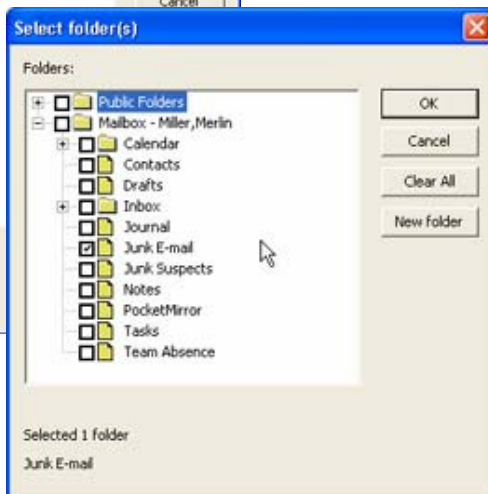 Cancel
Select folder(s)
Folders:
Public Folders
Mailbox - Miller,Merlin
Calendar
Contacts
Drafts
Inbox
Journal
Junk E-mail
Junk Suspects
Notes
PocketMirror
Tasks
Team Absence
OK
Cancel
Clear All
New folder
Selected 1 folder
Junk E-mail